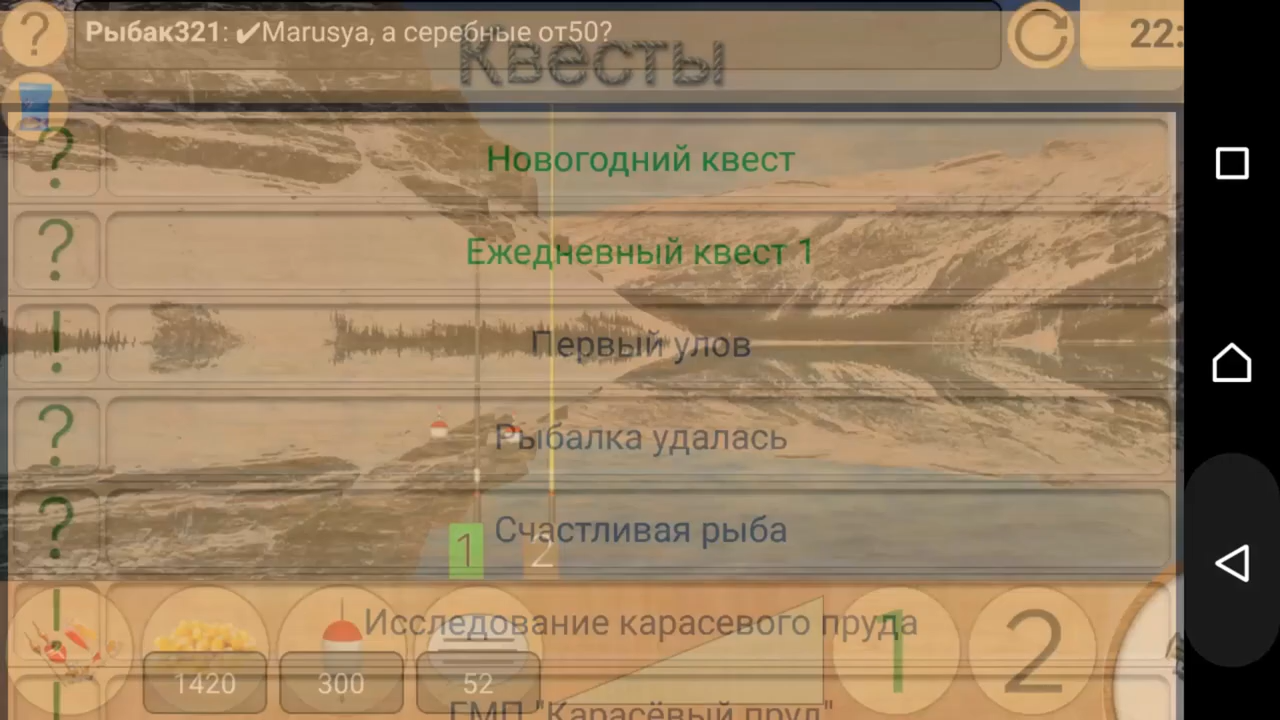 ?
Рыбак321: ✔Marusya, а серебные от50?
22:
Квесты
?
Новогодний квест
?
Ежедневный квест 1
!
Первый улов
?
Рыбалка удалась
?
Счастливая рыба
1
2
!
Исследование карасевого пруда
1420
300
52
1
2
!
ГМП "Карасёвый пруд"